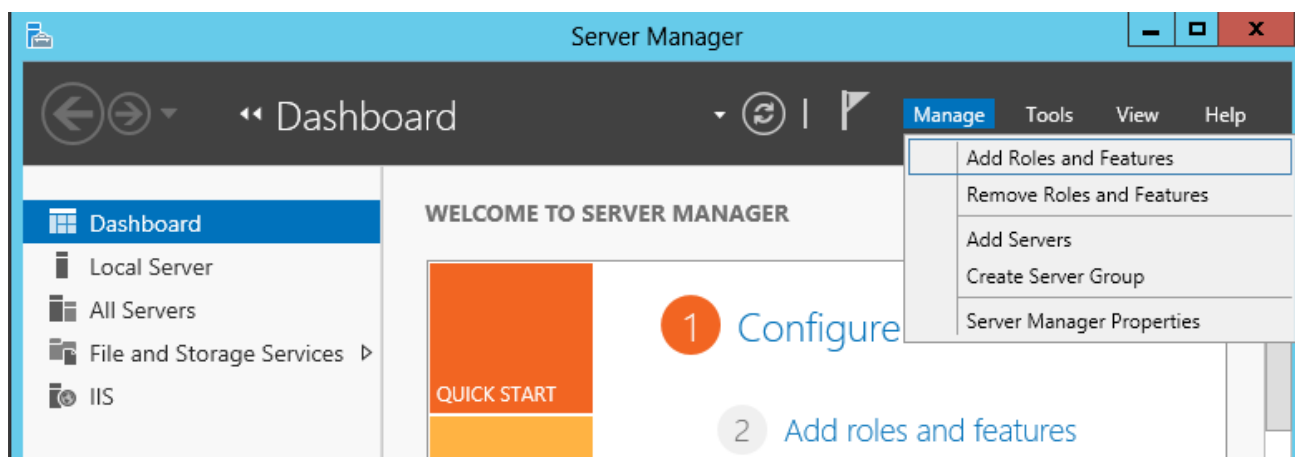 Server Manager
Dashboard
Manage Tools View Help
Add Roles and Features
Remove Roles and Features
Add Servers
Create Server Group
Server Manager Properties
Dashboard
Local Server
All Servers
File and Storage Services
IIS
WELCOME TO SERVER MANAGER
QUICK START
1 Configure
2 Add roles and features